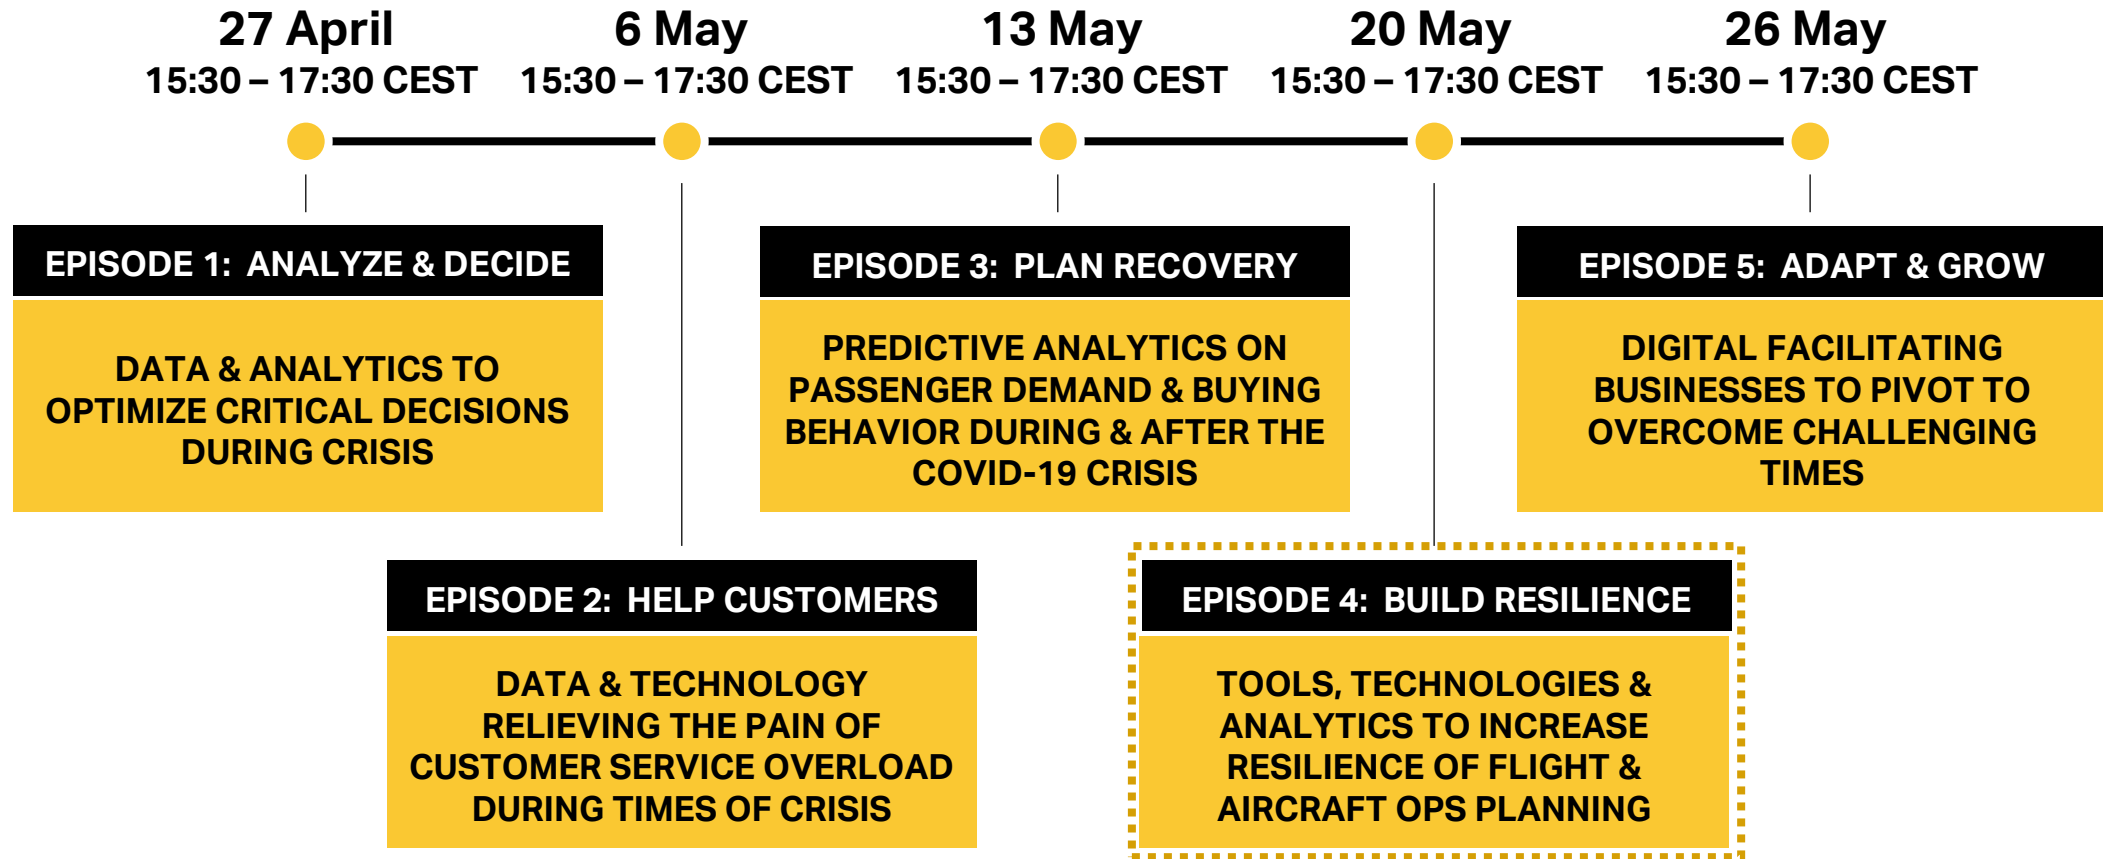 27 April
15:30 – 17:30 CEST
6 May
15:30 – 17:30 CEST
13 May
15:30 – 17:30 CEST
20 May
15:30 – 17:30 CEST
26 May
15:30 – 17:30 CEST
EPISODE 1: ANALYZE & DECIDE
DATA & ANALYTICS TO
OPTIMIZE CRITICAL DECISIONS
DURING CRISIS
EPISODE 2: HELP CUSTOMERS
DATA & TECHNOLOGY
RELIEVING THE PAIN OF
CUSTOMER SERVICE OVERLOAD
DURING TIMES OF CRISIS
EPISODE 3: PLAN RECOVERY
PREDICTIVE ANALYTICS ON
PASSENGER DEMAND & BUYING
BEHAVIOR DURING & AFTER THE
COVID-19 CRISIS
EPISODE 4: BUILD RESILIENCE
TOOLS, TECHNOLOGIES &
ANALYTICS TO INCREASE
RESILIENCE OF FLIGHT &
AIRCRAFT OPS PLANNING
EPISODE 5: ADAPT & GROW
DIGITAL FACILITATING
BUSINESSES TO PIVOT TO
OVERCOME CHALLENGING
TIMES